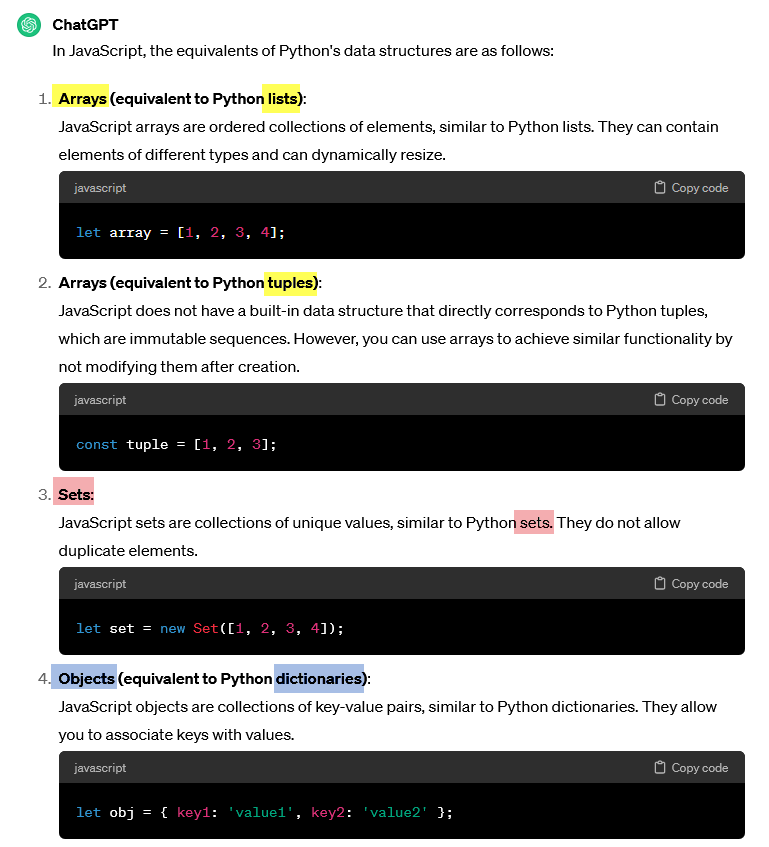 ChatGPT
In JavaScript, the equivalents of Python's data structures are as follows:
1. Arrays (equivalent to Python lists):
JavaScript arrays are ordered collections of elements, similar to Python lists. They can contain
elements of different types and can dynamically resize.
javascript Copy code
let array = [1, 2, 3, 4];
2. Arrays (equivalent to Python tuples):
JavaScript does not have a built-in data structure that directly corresponds to Python tuples,
which are immutable sequences. However, you can use arrays to achieve similar functionality by
not modifying them after creation.
javascript Copy code
const tuple = [1, 2, 3];
3. Sets:
JavaScript sets are collections of unique values, similar to Python sets. They do not allow
duplicate elements.
javascript Copy code
let set = new Set([1, 2, 3, 4]);
4. Objects (equivalent to Python dictionaries):
JavaScript objects are collections of key-value pairs, similar to Python dictionaries. They allow
you to associate keys with values.
javascript Copy code
let obj = { key1: 'value1', key2: 'value2' };